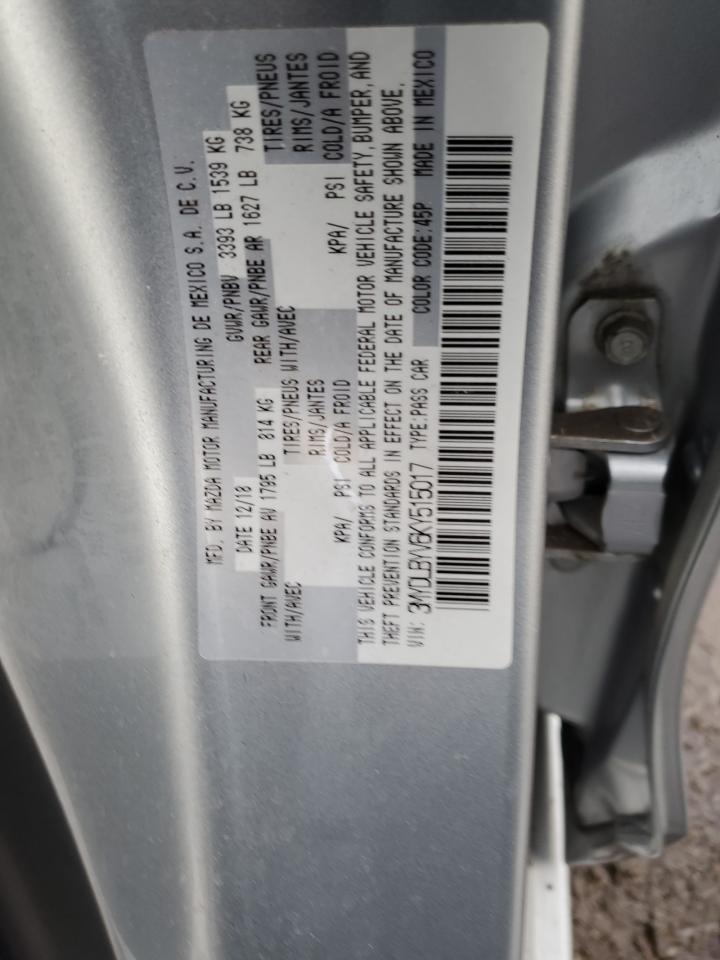 MFD. BY MAZDA MOTOR MANUFACTURING DE MEXICO S.A. DE C.V.
DATE 12/18 GVWR/PNBV 3393 LB 1539 KG
FRONT GAWR/PNBE AV 1795 LB 814 KG REAR GAWR/PNBE AR 1627 LB 738 KG
WITH/AVEC TIRES/PNEUS WITH/AVEC TIRES/PNEUS
RIMS/JANTES RIMS/JANTES
KPA/ PSI COLD/A FROID KPA/ PSI COLD/A FROID
THIS VEHICLE CONFORMS TO ALL APPLICABLE FEDERAL MOTOR VEHICLE SAFETY, BUMPER, AND
THEFT PREVENTION STANDARDS IN EFFECT ON THE DATE OF MANUFACTURE SHOWN ABOVE.
VIN: 3MYDLBYV6KY515017 TYPE:PASS CAR COLOR CODE:45P MADE IN MEXICO